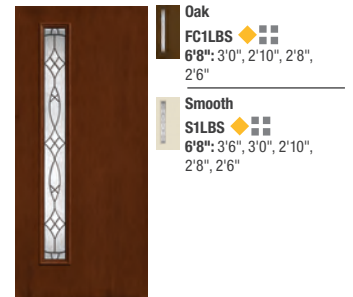 Oak
FC1LBS
6'8": 3'0", 2'10", 2'8",
2'6"
Smooth
S1LBS
6'8": 3'6", 3'0", 2'10",
2'8", 2'6"